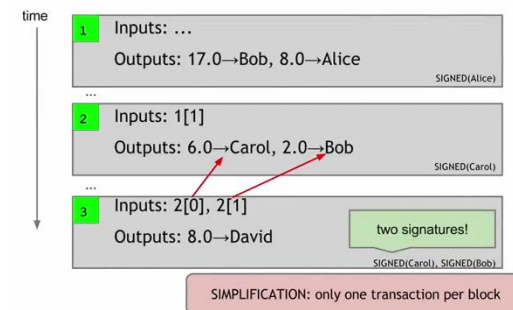 time
1
Inputs: ...
Outputs: 17.0→Bob, 8.0→Alice
SIGNED(Alice)
...
2
Inputs: 1[1]
Outputs: 6.0→Carol, 2.0→Bob
SIGNED(Carol)
...
3
Inputs: 2[0], 2[1]
Outputs: 8.0→David
two signatures!
SIGNED(Carol), SIGNED(Bob)
SIMPLIFICATION: only one transaction per block